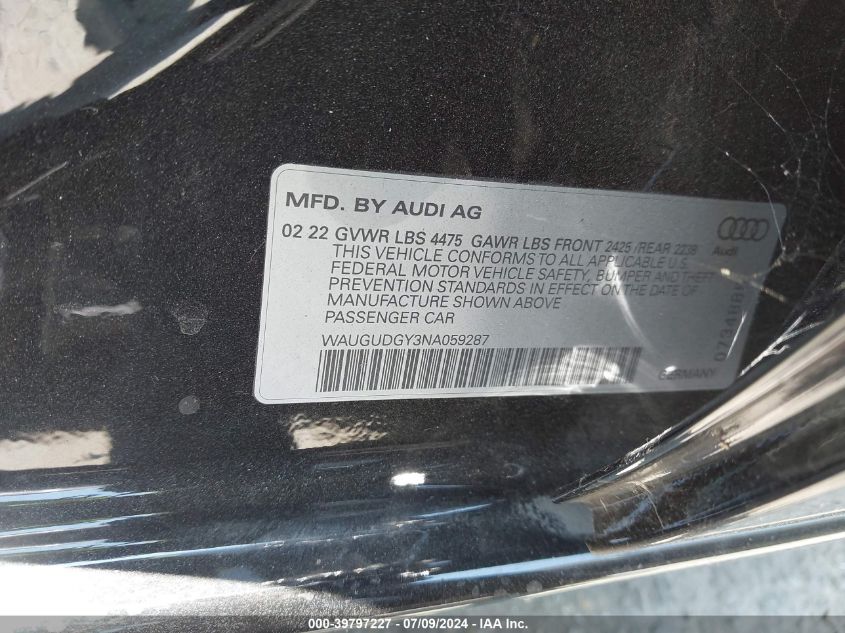 MFD. BY AUDI AG
02 22 GVWR LBS 4475 GAWR LBS FRONT 2425 /REAR 2238
THIS VEHICLE CONFORMS TO ALL APPLICABLE U.S.
FEDERAL MOTOR VEHICLE SAFETY, BUMPER AND THEFT
PREVENTION STANDARDS IN EFFECT ON THE DATE OF
MANUFACTURE SHOWN ABOVE
PASSENGER CAR
WAUGUDGY3NA059287
Audi
GERMANY
000-39797227 - 07/09/2024 - IAA Inc.